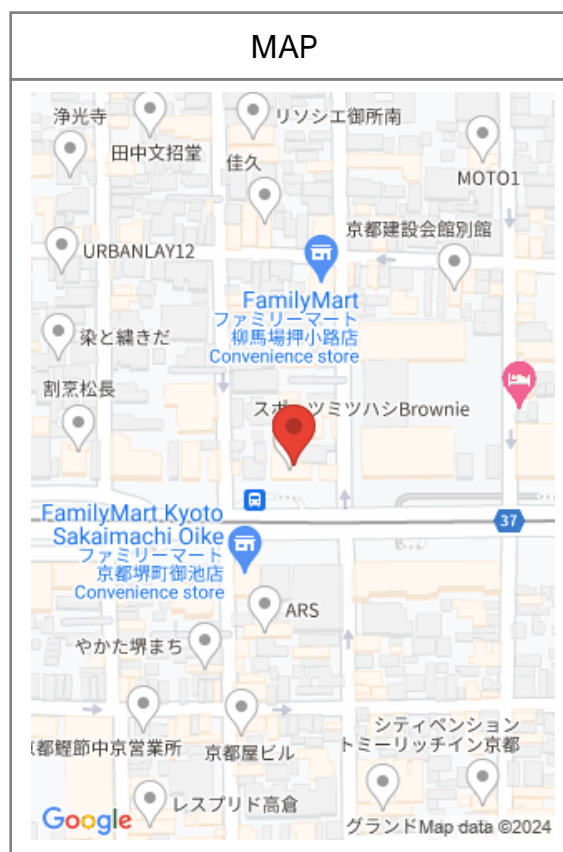 MAP
浄光寺
リソシエ御所南
田中文招堂
佳久
MOTO1
京都建設会館別館
URBANLAY12
FamilyMart
ファミリーマート
柳馬場押小路店
Convenience store
染と繍きだ
割烹松長
スポーツミツハシBrownie
FamilyMart Kyoto
Sakaimachi Oike
ファミリーマート
京都堺町御池店
Convenience store
37
ARS
やかた堺まち
シティペンション
トミーリッチイン京都
都鰹節中京営業所
京都屋ビル
レスプリド高倉
Google
グランド
Map data ©2024